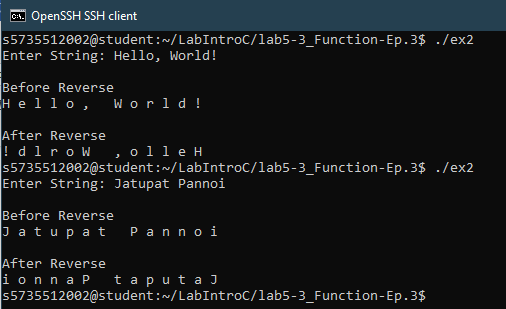 OpenSSH SSH client
s5735512002@student:~/LabIntroC/lab5-3_Function-Ep.3$ ./ex2
Enter String: Hello, World!
Before Reverse
H e l l o ,   W o r l d !
After Reverse
! d l r o W   , o l l e H
s5735512002@student:~/LabIntroC/lab5-3_Function-Ep.3$ ./ex2
Enter String: Jatupat Pannoi
Before Reverse
J a t u p a t   P a n n o i
After Reverse
i o n n a P   t a p u t a J
s5735512002@student:~/LabIntroC/lab5-3_Function-Ep.3$